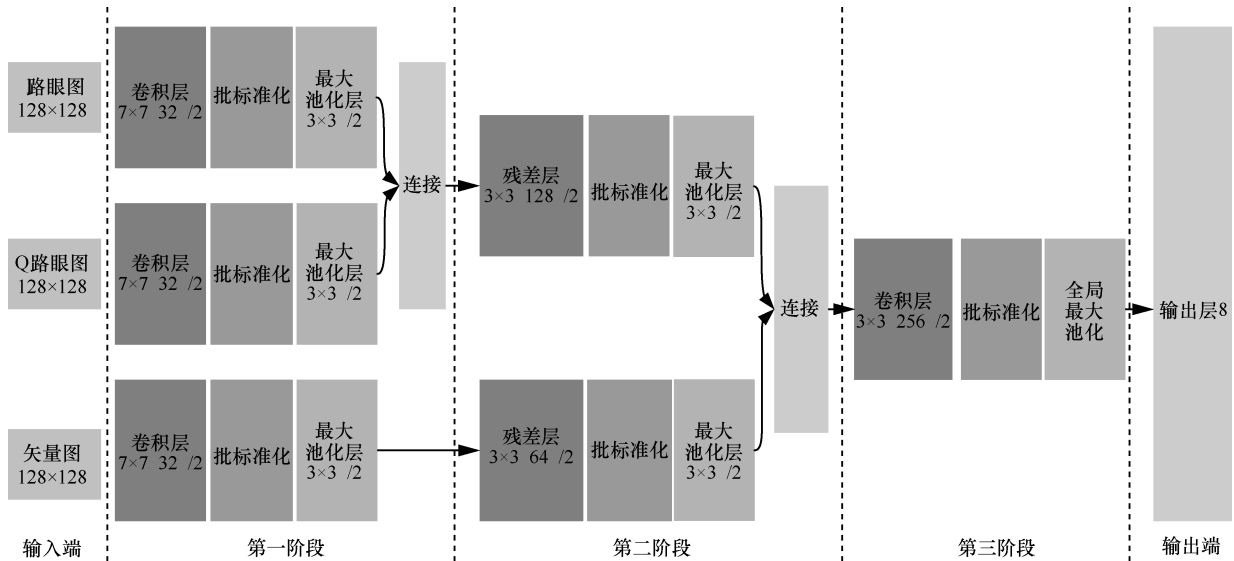 路眼图
128×128
卷积层
7×7 32 /2
批标准化
最大
池化层
3×3 /2
Q路眼图
128×128
卷积层
7×7 32 /2
批标准化
最大
池化层
3×3 /2
矢量图
128×128
卷积层
7×7 32 /2
批标准化
最大
池化层
3×3 /2
连接
残差层
3×3 128 /2
批标准化
最大
池化层
3×3 /2
残差层
3×3 64 /2
批标准化
最大
池化层
3×3 /2
连接
卷积层
3×3 256 /2
批标准化
全局
最大
池化
输出层8
输入端
第一阶段
第二阶段
第三阶段
输出端